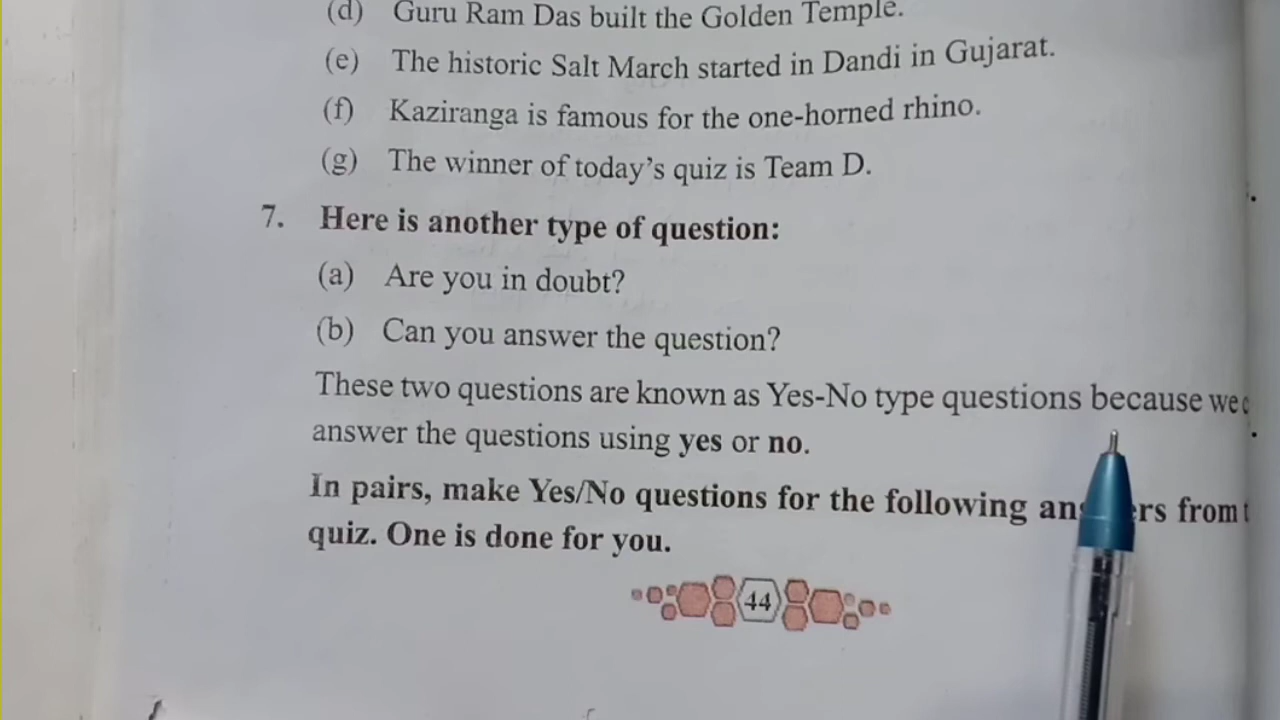 (d) Guru Ram Das built the Golden Temple.
(e) The historic Salt March started in Dandi in Gujarat.
(f) Kaziranga is famous for the one-horned rhino.
(g) The winner of today's quiz is Team D.
7. Here is another type of question:
(a) Are you in doubt?
(b) Can you answer the question?
These two questions are known as Yes-No type questions because we
answer the questions using yes or no.
In pairs, make Yes/No questions for the following from
quiz. One is done for you.
44